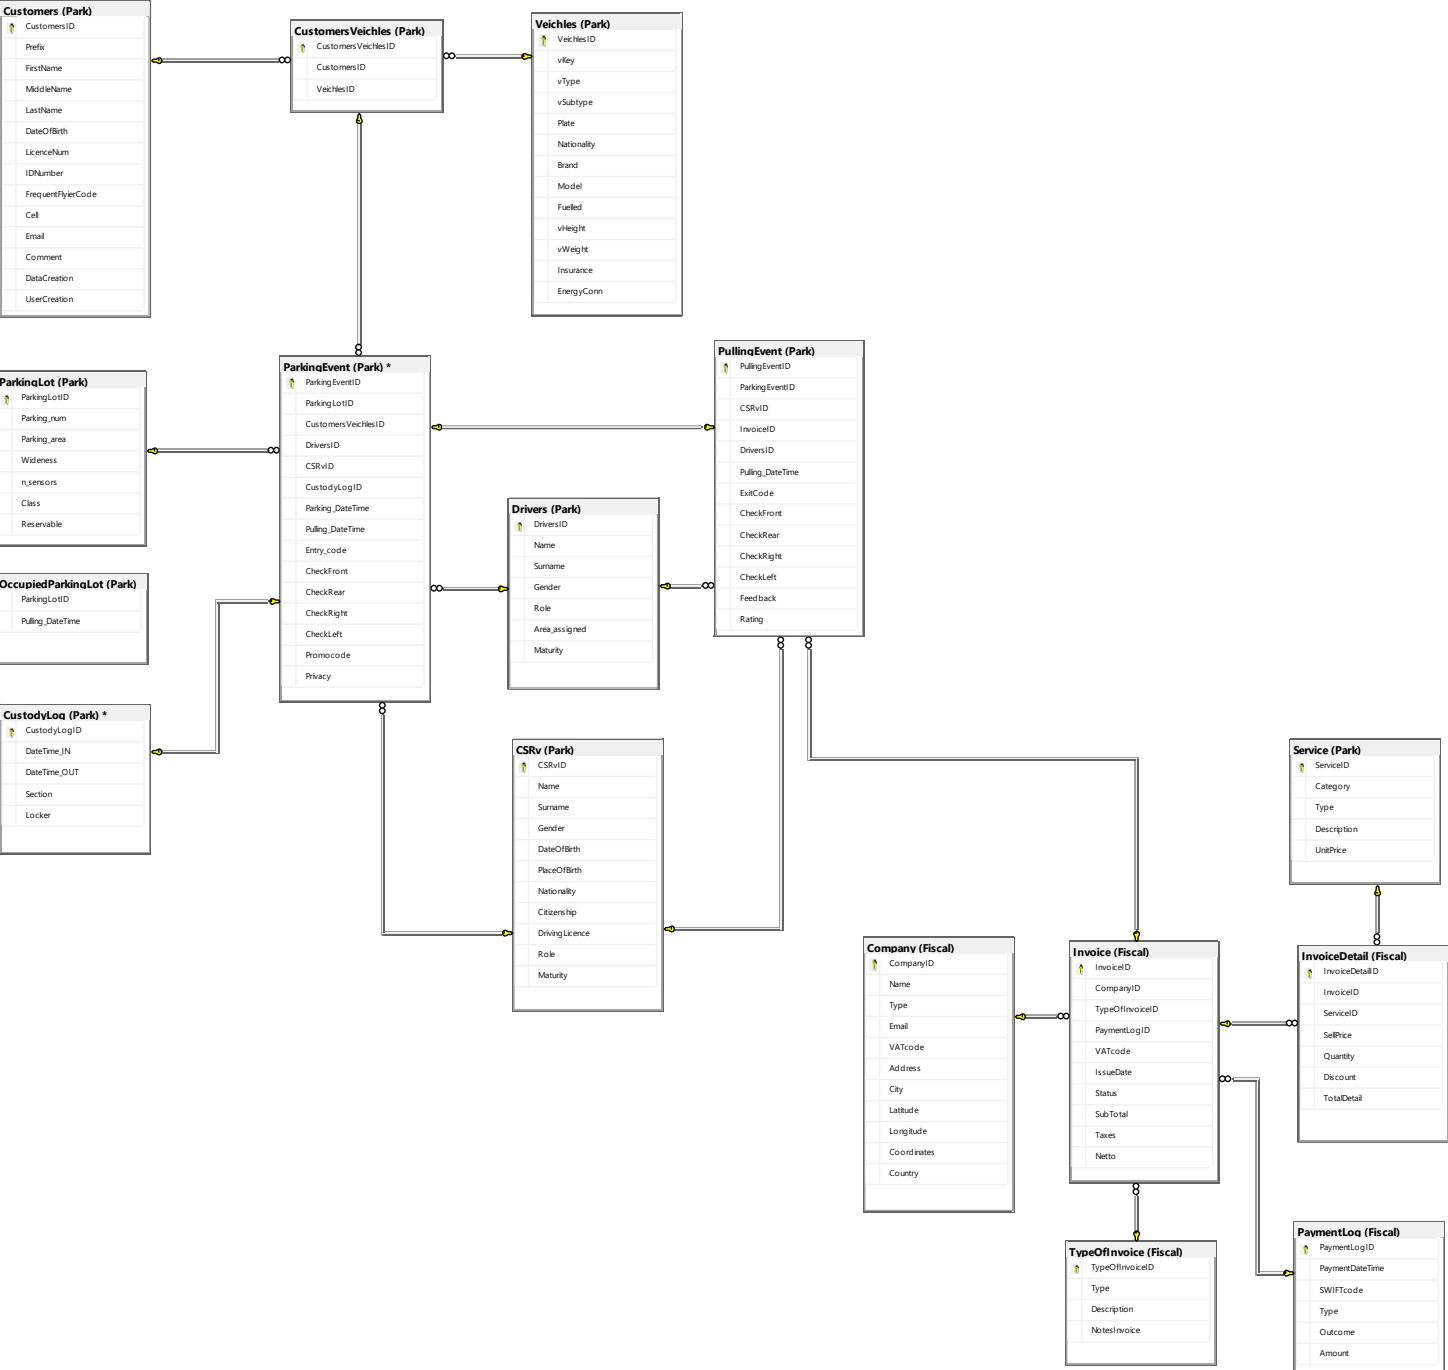 Customers (Park)
CustomersID
Prefix
FirstName
MiddleName
LastName
DateOfBirth
LicenceNum
IDNumber
FrequentFlyierCode
Cell
Email
Comment
DataCreation
UserCreation
CustomersVeichles (Park)
CustomersVeichlesID
CustomersID
VeichlesID
Veichles (Park)
VeichlesID
vKey
vType
vSubtype
Plate
Nationality
Brand
Model
Fuelled
vHeight
vWeight
Insurance
EnergyConn
ParkingLot (Park)
ParkingLotID
Parking_num
Parking_area
Wideness
n_sensors
Class
Reservable
OccupiedParkingLot (Park)
ParkingLotID
Pulling_DateTime
CustodyLog (Park) *
CustodyLogID
DateTime_IN
DateTime_OUT
Section
Locker
ParkingEvent (Park) *
ParkingEventID
ParkingLotID
CustomersVeichlesID
DriversID
CSRvID
CustodyLogID
Parking_DateTime
Pulling_DateTime
Entry_code
CheckFront
CheckRear
CheckRight
CheckLeft
Promocode
Privacy
Drivers (Park)
DriversID
Name
Surname
Gender
Role
Area_assigned
Maturity
PullingEvent (Park)
PullingEventID
ParkingEventID
CSRvID
InvoiceID
DriversID
Pulling_DateTime
ExitCode
CheckFront
CheckRear
CheckRight
CheckLeft
Feedback
Rating
CSRv (Park)
CSRvID
Name
Surname
Gender
DateOfBirth
PlaceOfBirth
Nationality
Citizenship
DrivingLicence
Role
Maturity
Service (Park)
ServiceID
Category
Type
Description
UnitPrice
Company (Fiscal)
CompanyID
Name
Type
Email
VATcode
Address
City
Latitude
Longitude
Coordinates
Country
Invoice (Fiscal)
InvoiceID
CompanyID
TypeOfInvoiceID
PaymentLogID
VATcode
IssueDate
Status
SubTotal
Taxes
Netto
InvoiceDetail (Fiscal)
InvoiceDetailID
InvoiceID
ServiceID
SellPrice
Quantity
Discount
TotalDetail
TypeOfInvoice (Fiscal)
TypeOfInvoiceID
Type
Description
NotesInvoice
PaymentLog (Fiscal)
PaymentLogID
PaymentDateTime
SWIFTcode
Type
Outcome
Amount